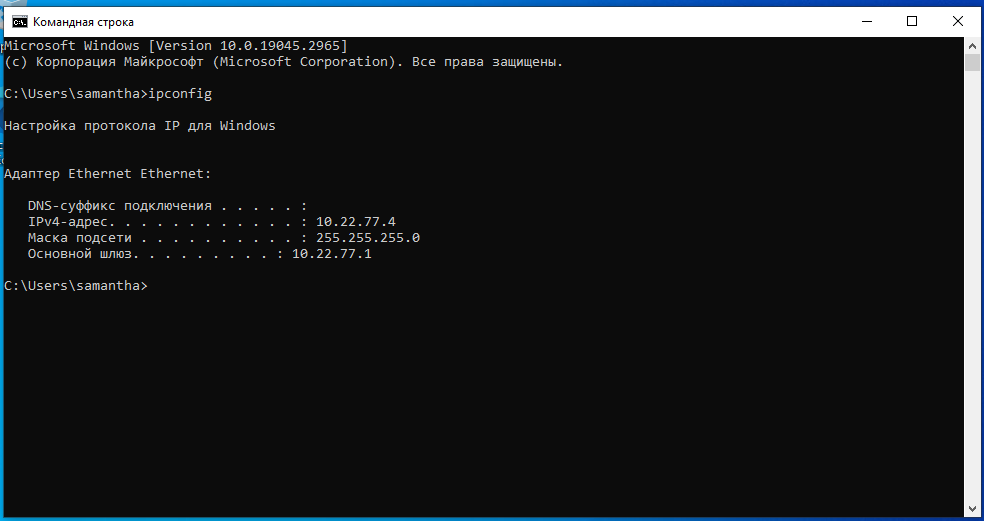 Командная строка
Microsoft Windows [Version 10.0.19045.2965]
(c) Корпорация Майкрософт (Microsoft Corporation). Все права защищены.
C:\Users\samantha>ipconfig
Настройка протокола IP для Windows
Адаптер Ethernet Ethernet:
DNS-суффикс подключения . . . . . :
IPv4-адрес. . . . . . . . . . . . : 10.22.77.4
Маска подсети . . . . . . . . . . : 255.255.255.0
Основной шлюз. . . . . . . . . : 10.22.77.1
C:\Users\samantha>